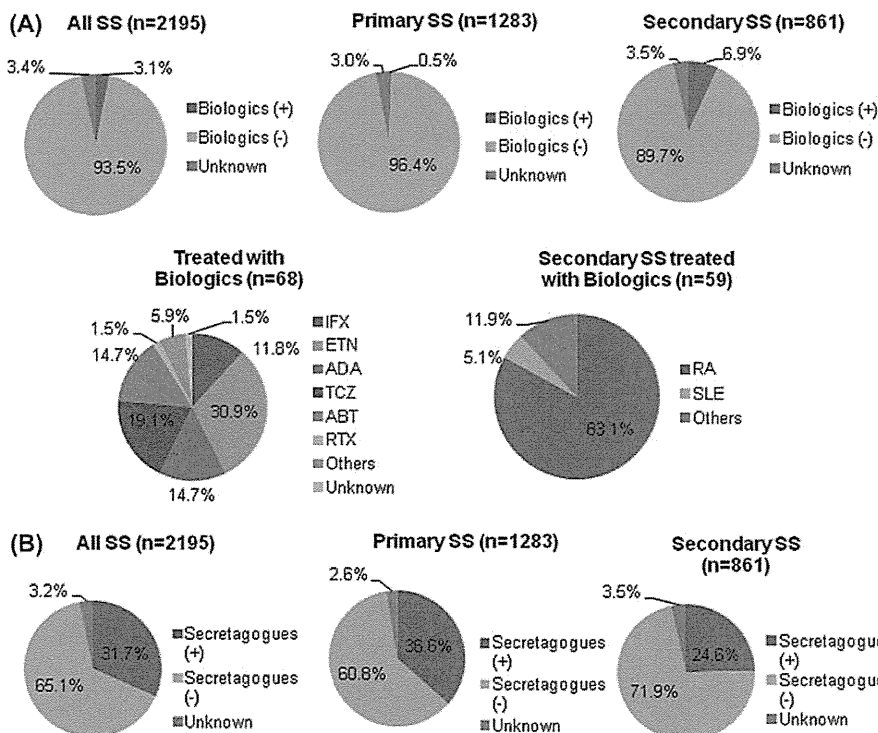 (A)
All SS (n=2195)
3.4%
3.1%
93.5%
Biologics (+)
Biologics (-)
Unknown
Primary SS (n=1283)
3.0%
0.5%
96.4%
Biologics (+)
Biologics (-)
Unknown
Secondary SS (n=861)
3.5%
6.9%
89.7%
Biologics (+)
Biologics (-)
Unknown
Treated with
Biologics (n=68)
1.5%
5.9%
1.5%
14.7%
11.8%
19.1%
30.9%
14.7%
IFX
ETN
ADA
TCZ
ABT
RTX
Others
Unknown
Secondary SS treated
with Biologics (n=59)
11.9%
5.1%
83.1%
RA
SLE
Others
(B)
All SS (n=2195)
3.2%
31.7%
65.1%
Secretagogues
(+)
Secretagogues
(-)
Unknown
Primary SS (n=1283)
2.6%
36.6%
60.8%
Secretagogues
(+)
Secretagogues
(-)
Unknown
Secondary SS
(n=861)
3.5%
24.6%
71.9%
Secretagogue
(+)
Secretagogue
(-)
Unknown